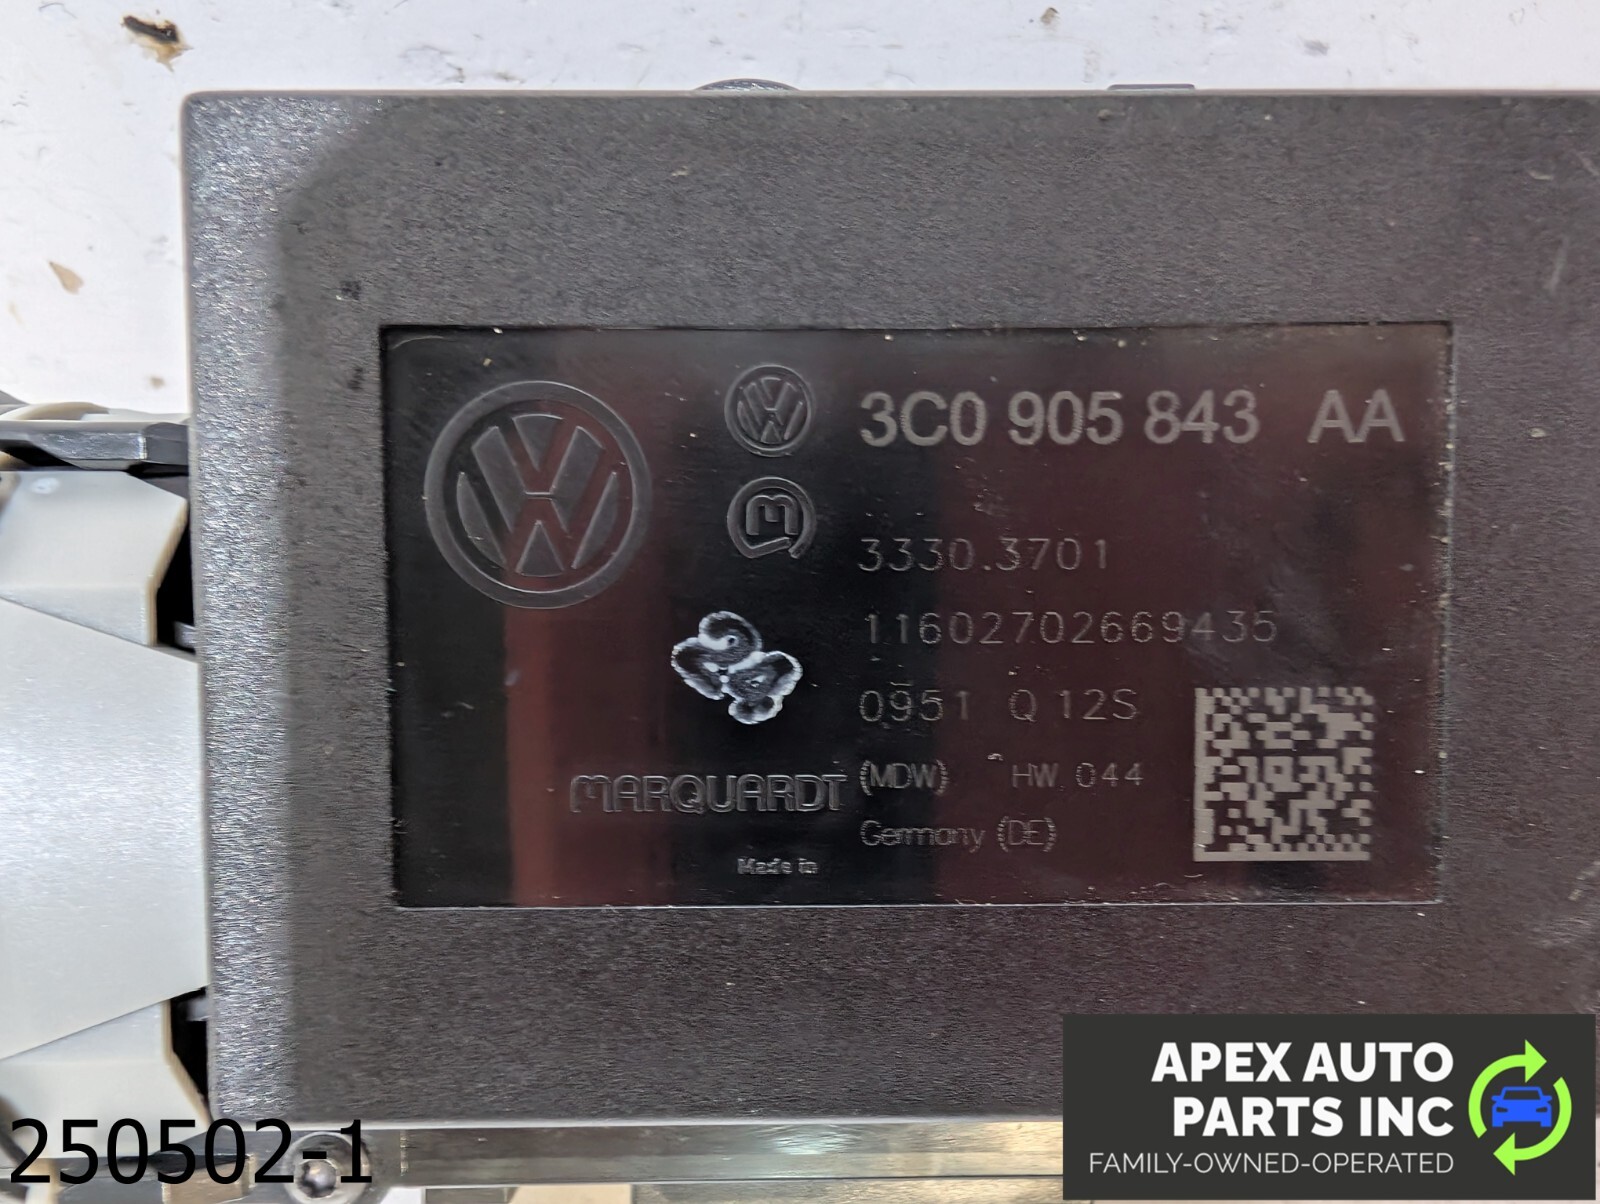 3C0 905 843 AA
3330.3701
11602702669435
0951 Q 12S
MARQUARDT (MDW) HW 044
Germany (DE)
Made in
250502-1
APEX AUTO
PARTS INC
FAMILY-OWNED-OPERATED